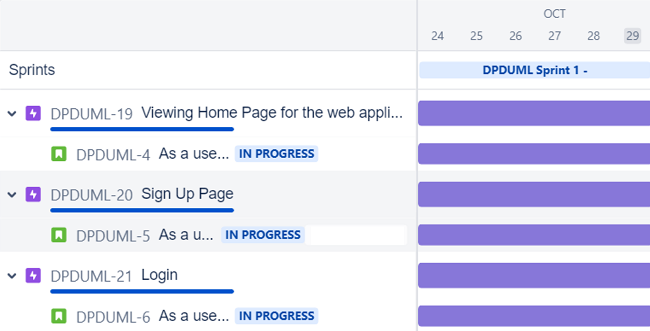 OCT
24 25 26 27 28 29
Sprints DPDUML Sprint 1 -
DPDUML-19 Viewing Home Page for the web appli...
DPDUML-4 As a use... IN PROGRESS
DPDUML-20 Sign Up Page
DPDUML-5 As a u... IN PROGRESS
DPDUML-21 Login
DPDUML-6 As a use... IN PROGRESS